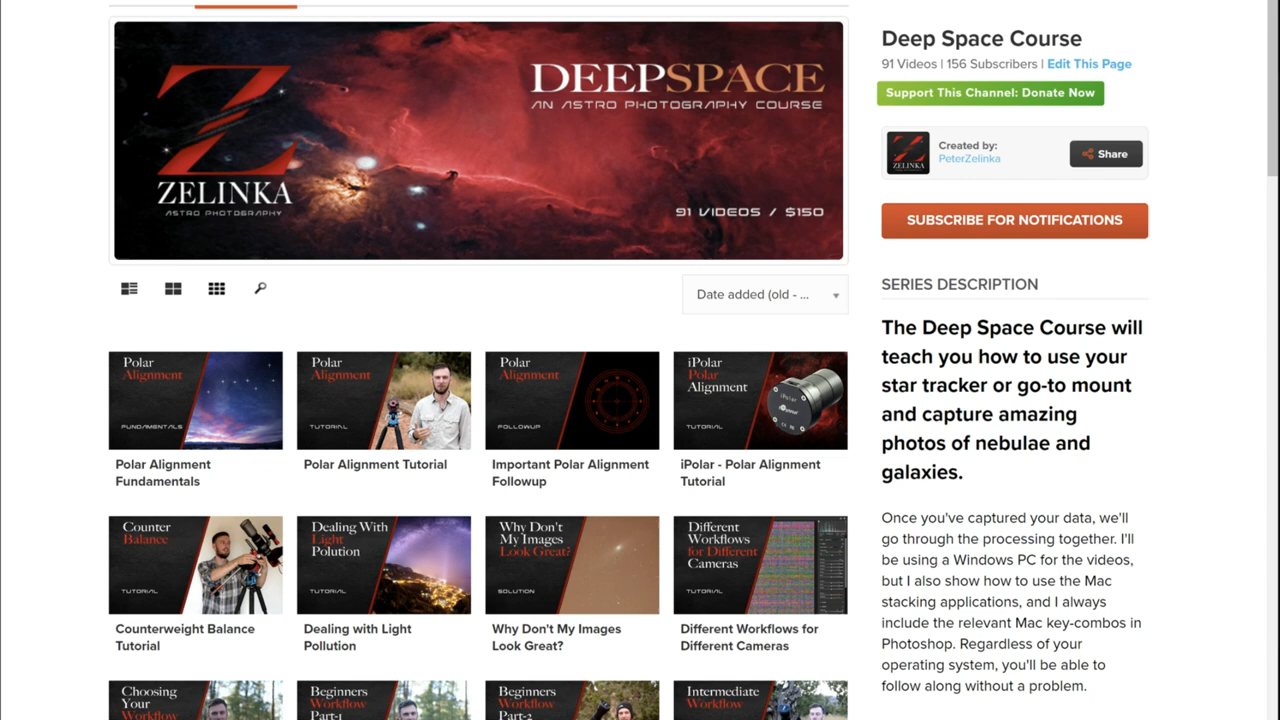 DEEPSPACE
AN ASTRO PHOTOGRAPHY COURSE
Z
ZELINKA
ASTRO PHOTOGRAPHY
91 VIDEOS / $150
Deep Space Course
91 Videos | 156 Subscribers | Edit This Page
Support This Channel: Donate Now
ZELINKA
Created by:
PeterZelinka
Share
SUBSCRIBE FOR NOTIFICATIONS
Date added (old - ...
SERIES DESCRIPTION
The Deep Space Course will
teach you how to use your
star tracker or go-to mount
and capture amazing
photos of nebulae and
galaxies.
Once you've captured your data, we'll
go through the processing together. I'll
be using a Windows PC for the videos,
but I also show how to use the Mac
stacking applications, and I always
include the relevant Mac key-combos in
Photoshop. Regardless of your
operating system, you'll be able to
follow along without a problem.
Polar
Alignment
FUNDAMENTALS
Polar Alignment
Fundamentals
Polar
Alignment
TUTORIAL
Polar Alignment Tutorial
Polar
Alignment
FOLLOWUP
Important Polar Alignment
Followup
iPolar
Polar
Alignment
TUTORIAL
iPolar
iPolar - Polar Alignment
Tutorial
Counter
Balance
TUTORIAL
Counterweight Balance
Tutorial
Dealing With
Light
Polution
TUTORIAL
Dealing with Light
Pollution
Why Don't
My Images
Look Great?
SOLUTION
Why Don't My Images
Look Great?
Different
Workflows
for Different
Cameras
TUTORIAL
Different Workflows for
Different Cameras
Choosing
Your
Workflow
Beginners
Workflow
Part-1
Beginners
Workflow
Part-2
Intermediate
Workflow